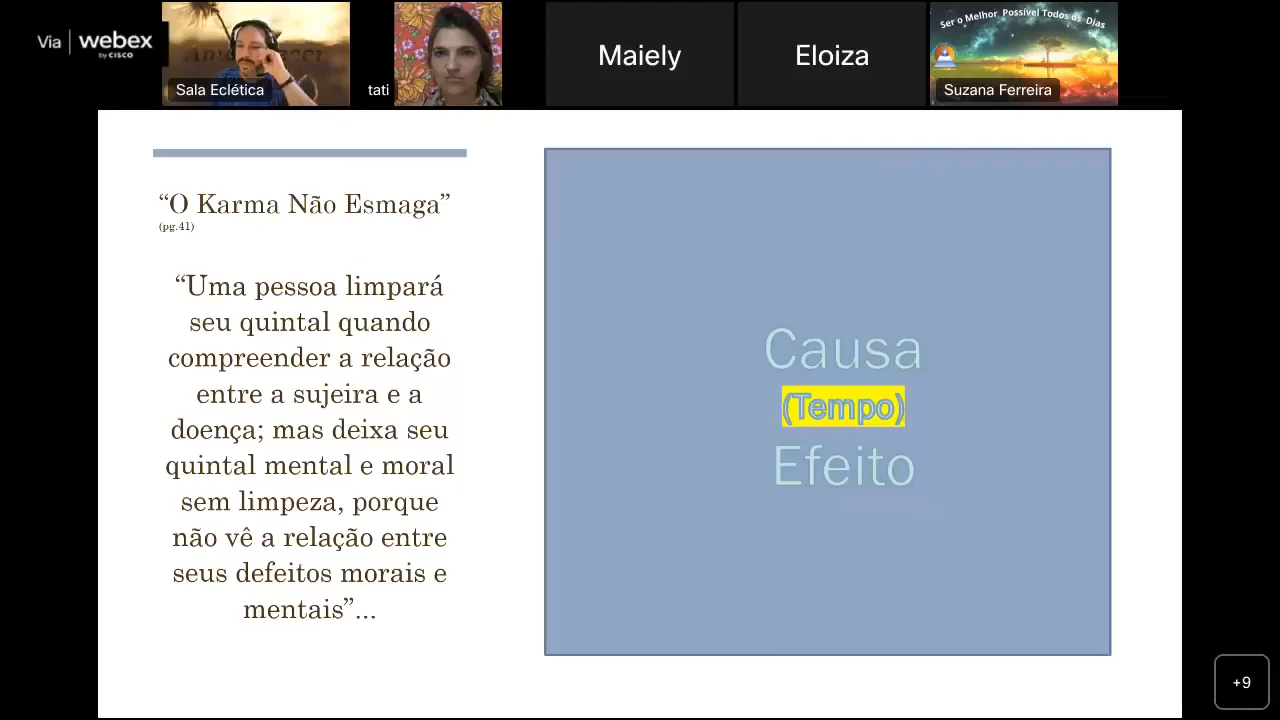 Via webex
by CISCO
Sala Eclética
tati
Maiely
Eloiza
Ser o Melhor Possível Todos os Dias
Suzana Ferreira
“O Karma Não Esmaga”
(pg.41)
“Uma pessoa limpará
seu quintal quando
compreender a relação
entre a sujeira e a
doença; mas deixa seu
quintal mental e moral
sem limpeza, porque
não vê a relação entre
seus defeitos morais e
mentais”...
Causa
(Tempo)
Efeito
+9